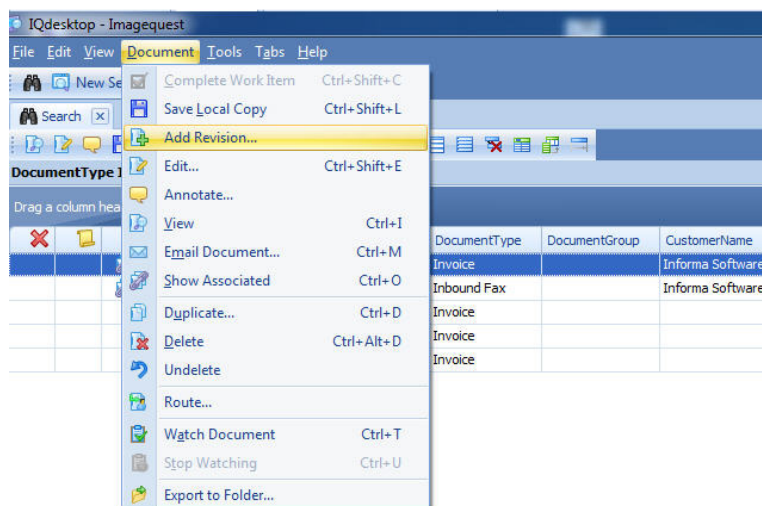 IQdesktop - Imagequest
File Edit View Document Tools Tabs Help
New Se
Complete Work Item Ctrl+Shift+C
Search
Save Local Copy Ctrl+Shift+L
Add Revision...
DocumentType I
Edit... Ctrl+Shift+E
Annotate...
Drag a column hea
View Ctrl+I
DocumentType DocumentGroup CustomerName
Email Document... Ctrl+M
Invoice Informa Software
Show Associated Ctrl+O
Inbound Fax Informa Software
Duplicate... Ctrl+D
Invoice
Delete Ctrl+Alt+D
Invoice
Undelete
Invoice
Route...
Watch Document Ctrl+T
Stop Watching Ctrl+U
Export to Folder...